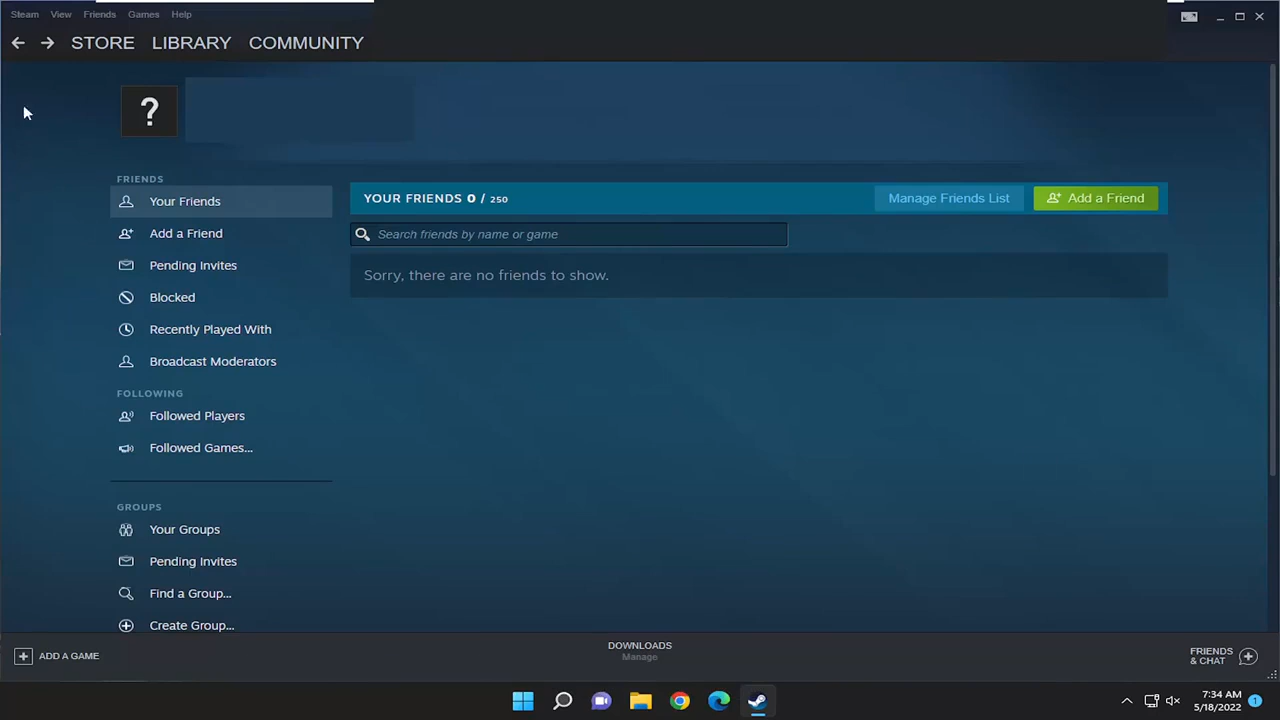 Steam View Friends Games Help
STORE LIBRARY COMMUNITY
?
FRIENDS
Your Friends
Add a Friend
Pending Invites
Blocked
Recently Played With
Broadcast Moderators
FOLLOWING
Followed Players
Followed Games...
GROUPS
Your Groups
Pending Invites
Find a Group...
Create Group...
YOUR FRIENDS 0 / 250
Manage Friends List
Add a Friend
Search friends by name or game
Sorry, there are no friends to show.
ADD A GAME
DOWNLOADS
Manage
FRIENDS
& CHAT
7:34 AM
5/18/2022
1